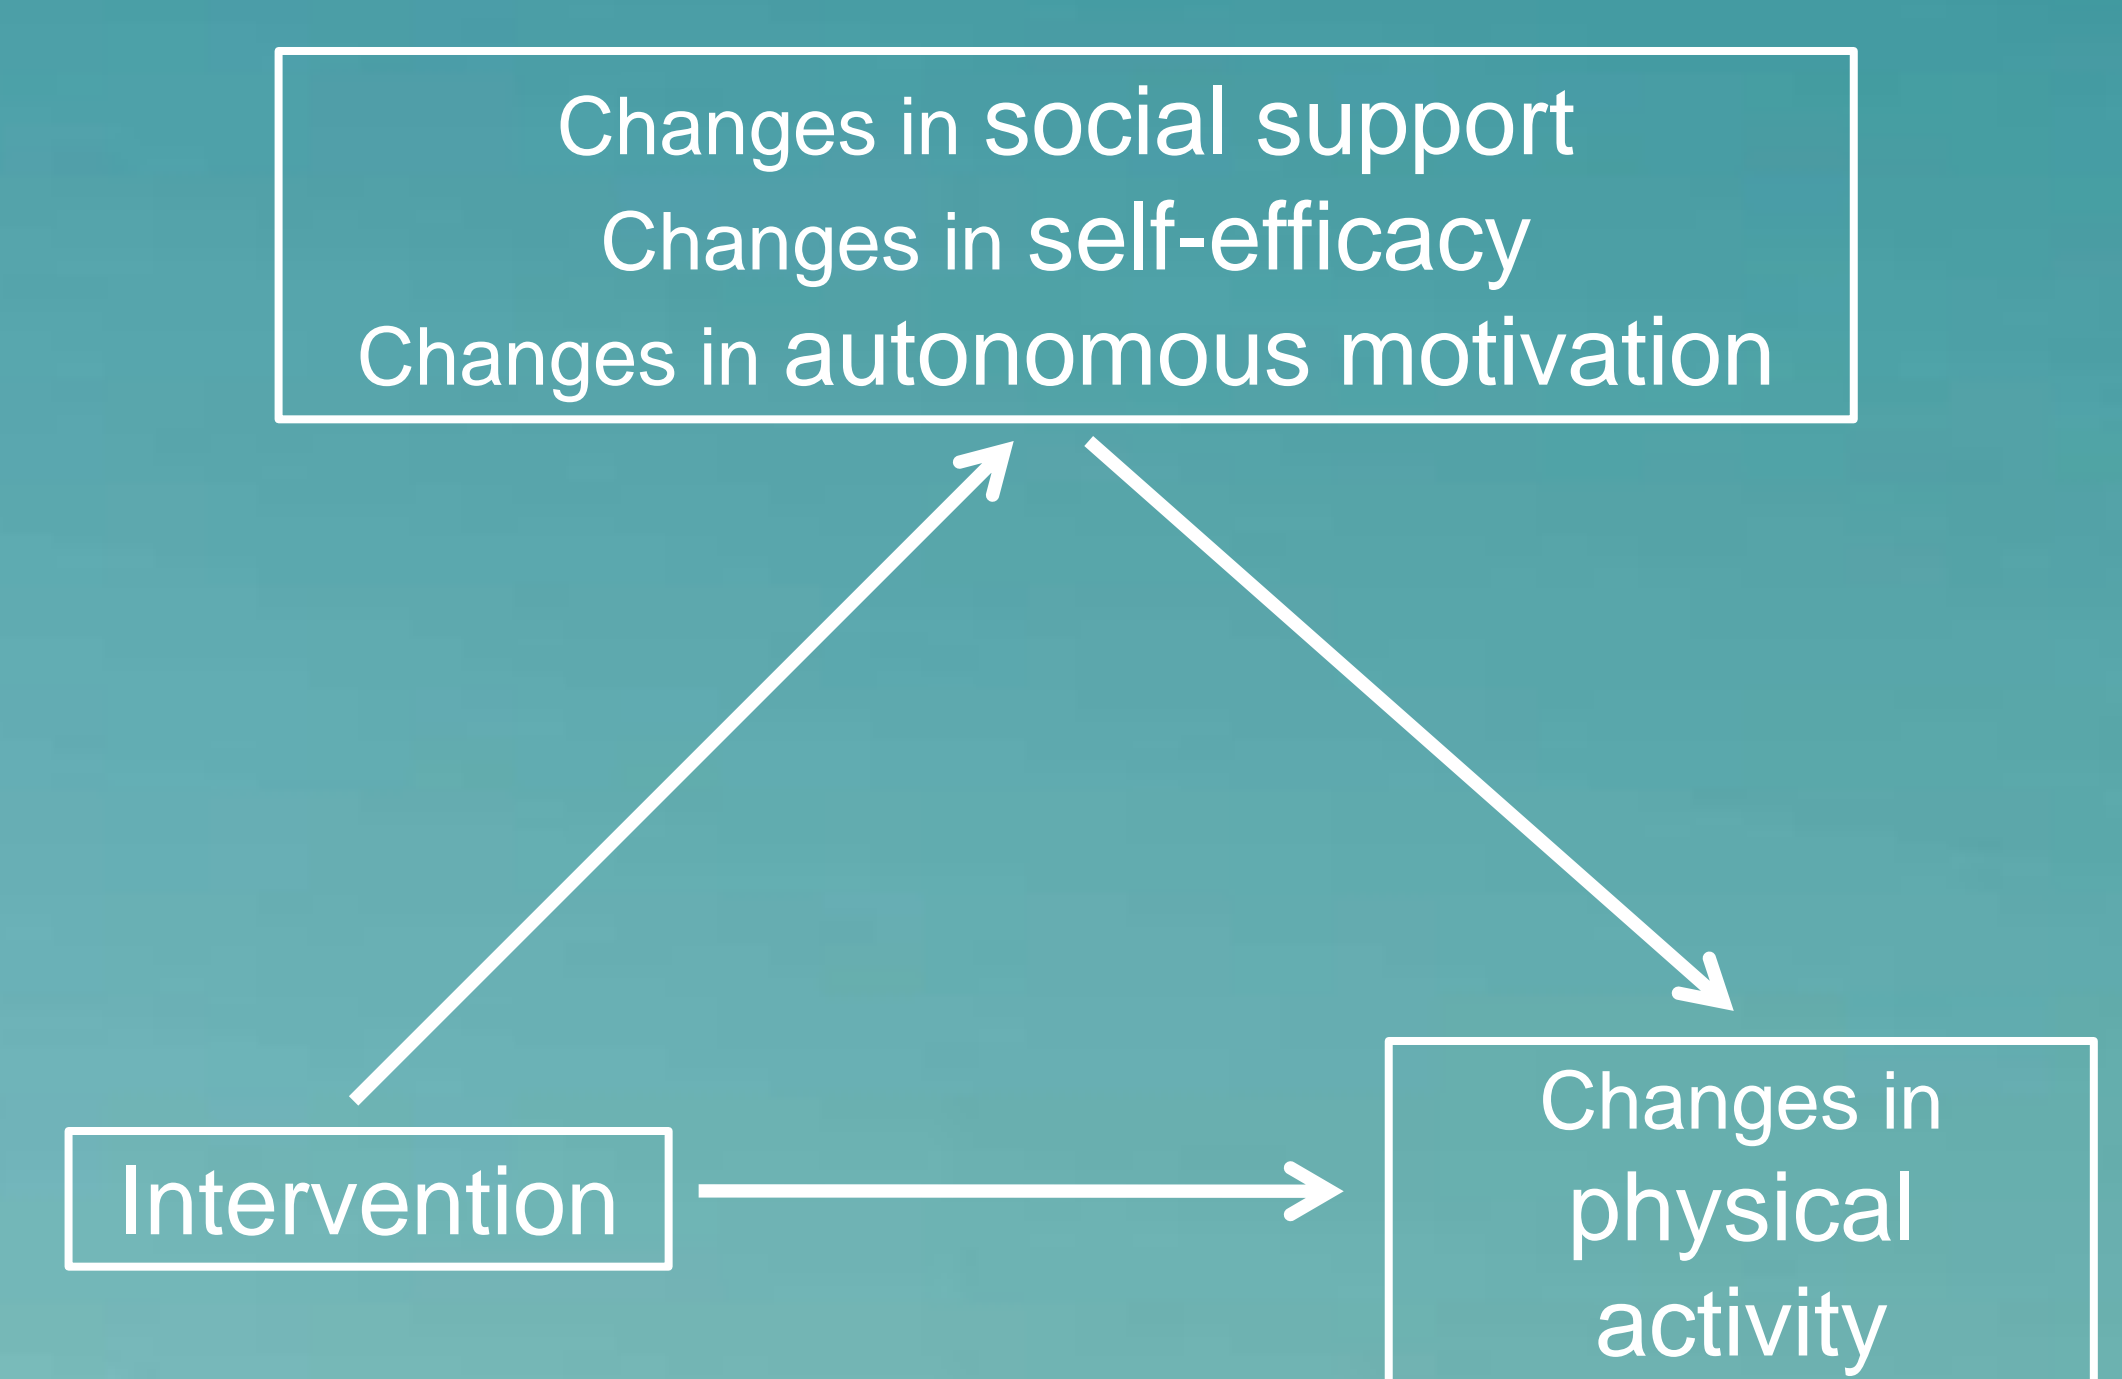 Changes in social support
Changes in self-efficacy
Changes in autonomous motivation
Intervention
Changes in
physical
activity